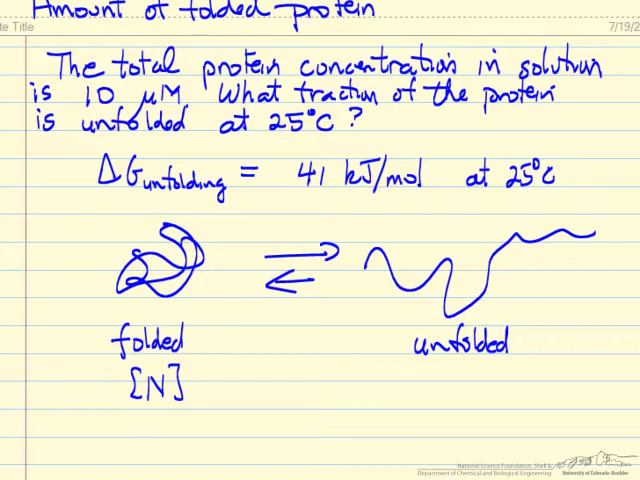 Amount of folded protein
te Title 7/19/2
The total protein concentration in solution
is 10 μM. What fraction of the protein
is unfolded at 25°C?
ΔGunfolding = 41 kJ/mol at 25°C
folded unfolded
[N]
National Science Foundation, Shell &
Department of Chemical and Biological Engineering University of Colorado-Boulder